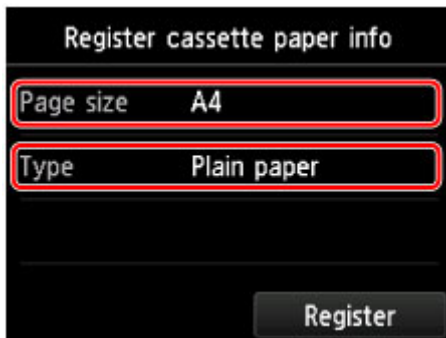 Register cassette paper info
Page size A4
Type Plain paper
Register